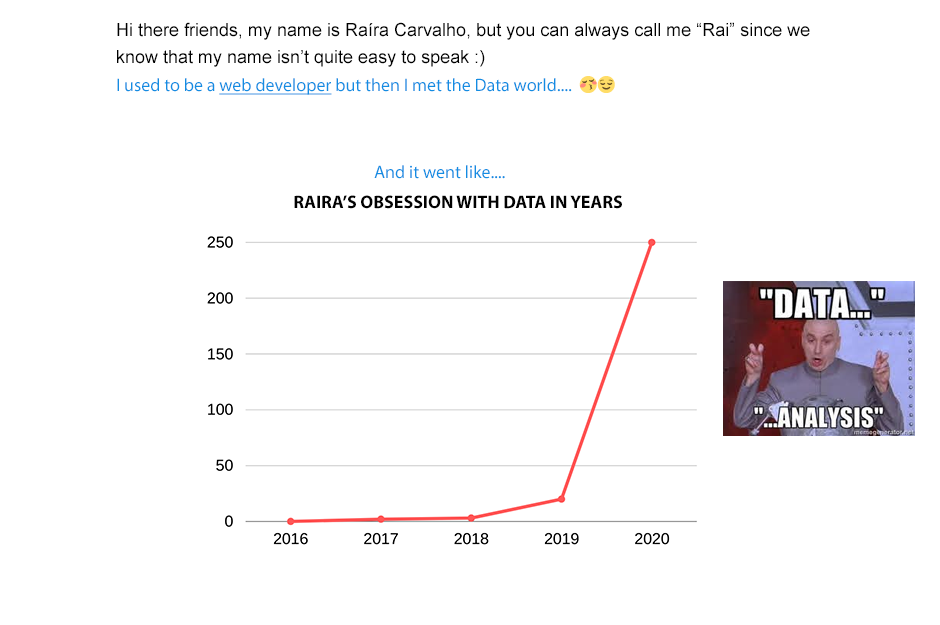 Hi there friends, my name is Raíra Carvalho, but you can always call me “Rai” since we
know that my name isn’t quite easy to speak :)
I used to be a web developer but then I met the Data world.... 😚😌
And it went like....
RAIRA’S OBSESSION WITH DATA IN YEARS
250
200
150
100
50
0
2016 2017 2018 2019 2020
"DATA..."
"...ANALYSIS"
memegenerator.net